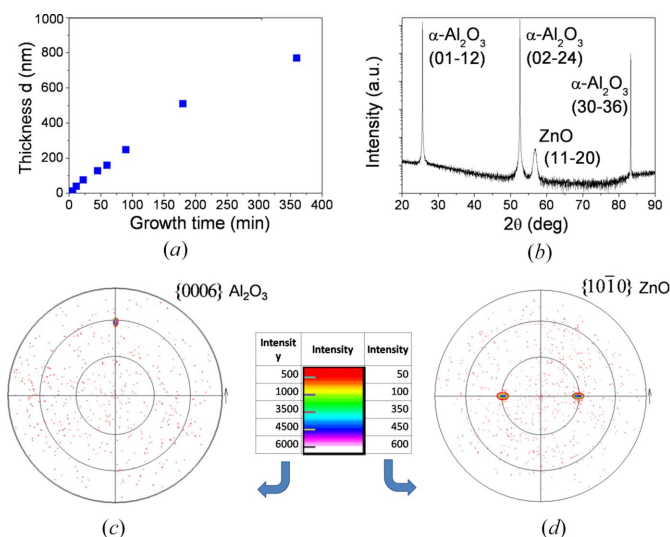 1000
800
600
400
200
0
Thickness d (nm)
0 50 100 150 200 250 300 350 400
Growth time (min)
(a)
α-Al2O3
(01-12)
α-Al2O3
(02-24)
α-Al2O3
(30-36)
ZnO
(11-20)
Intensity (a.u.)
20 30 40 50 60 70 80 90
2θ (deg)
(b)
{0006} Al2O3
{101̄0} ZnO
Intensit
y
Intensity
Intensity
500 50
1000 100
3500 350
4500 450
6000 600
(c)
(d)